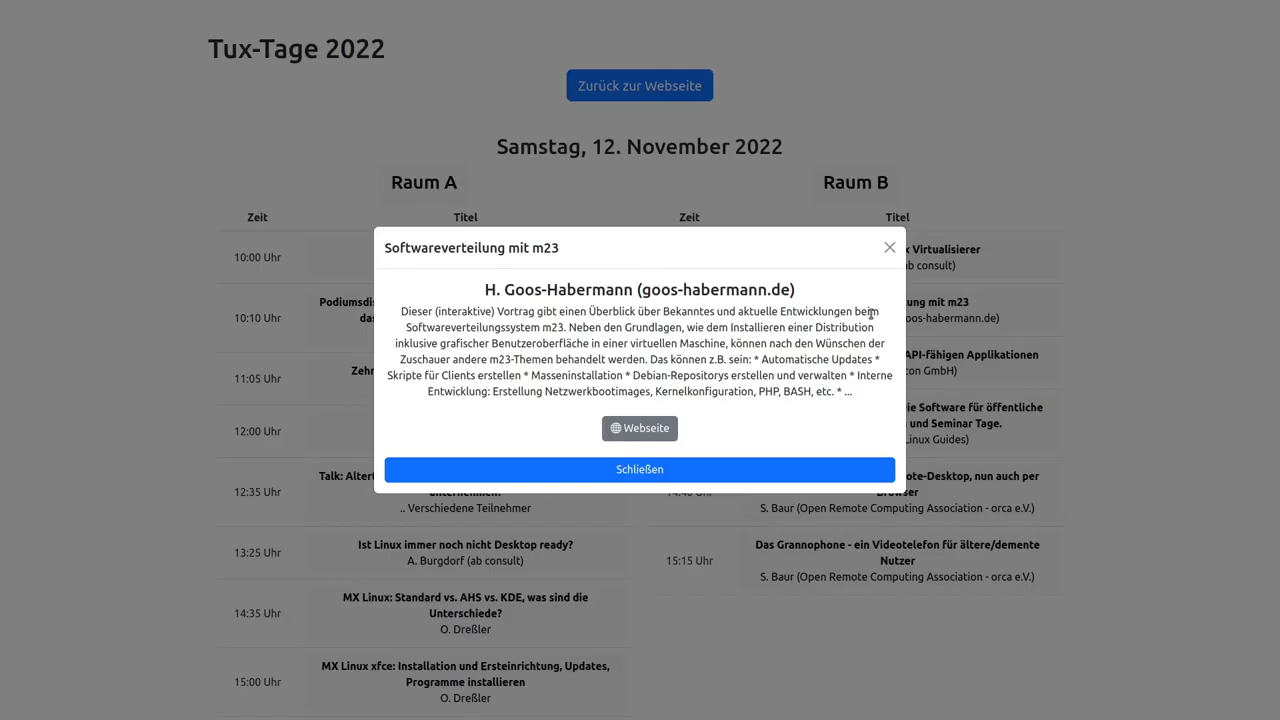 Tux-Tage 2022
Zurück zur Webseite
Samstag, 12. November 2022
Raum A
Raum B
Zeit
Titel
Zeit
Titel
Softwareverteilung mit m23
H. Goos-Habermann (goos-habermann.de)
Dieser (interaktive) Vortrag gibt einen Überblick über Bekanntes und aktuelle Entwicklungen beim
Softwareverteilungssystem m23. Neben den Grundlagen, wie dem Installieren einer Distribution
inklusive grafischer Benutzeroberfläche in einer virtuellen Maschine, können nach den Wünschen der
Zuschauer andere m23-Themen behandelt werden. Das können z.B. sein: * Automatische Updates *
Skripte für Clients erstellen * Masseninstallation * Debian-Repositorys erstellen und verwalten * Interne
Entwicklung: Erstellung Netzwerkbootimages, Kernelkonfiguration, PHP, BASH, etc. * ...
Webseite
Schließen
10:00 Uhr
10:10 Uhr
Podiumsdis
das
11:05 Uhr
Zehn
12:00 Uhr
12:35 Uhr
Talk: Altert
.. Verschiedene Teilnehmer
13:25 Uhr
Ist Linux immer noch nicht Desktop ready?
A. Burgdorf (ab consult)
14:35 Uhr
MX Linux: Standard vs. AHS vs. KDE, was sind die
Unterschiede?
O. Dreßler
15:00 Uhr
MX Linux xfce: Installation und Ersteinrichtung, Updates,
Programme installieren
O. Dreßler
Virtualisierer
consult)
ung mit m23
oos-habermann.de)
API-fähigen Applikationen
on GmbH)
ie Software für öffentliche
und Seminar Tage.
Linux Guides)
ote-Desktop, nun auch per
Browser
S. Baur (Open Remote Computing Association - orca e.V.)
15:15 Uhr
Das Grannophone - ein Videotelefon für ältere/demente
Nutzer
S. Baur (Open Remote Computing Association - orca e.V.)